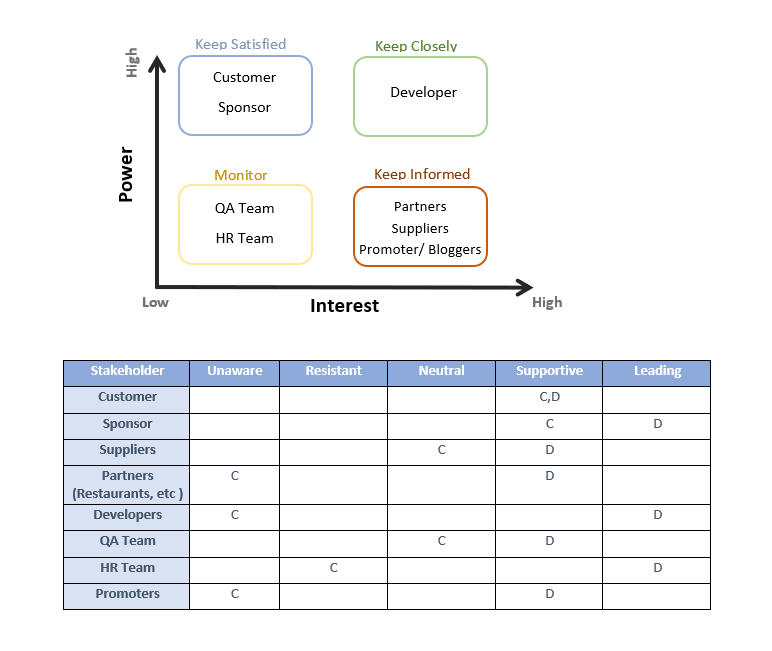 Keep Satisfied
Keep Closely
High
Customer
Sponsor
Developer
Power
Monitor
Keep Informed
QA Team
HR Team
Partners
Suppliers
Promoter/ Bloggers
Low
Interest
High
Stakeholder Unaware Resistant Neutral Supportive Leading
Customer C,D
Sponsor C D
Suppliers C D
Partners C D
(Restaurants, etc )
Developers C D
QA Team C D
HR Team C D
Promoters C D